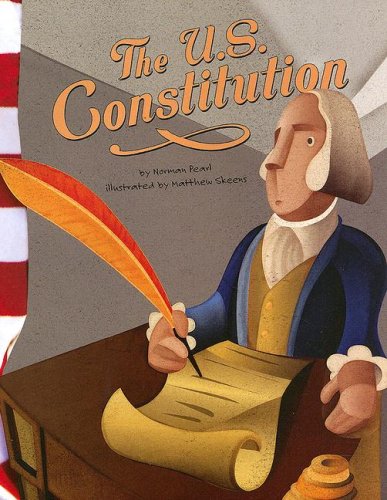 The U.S.
Constitution
by Norman Pearl
illustrated by Matthew Skeens